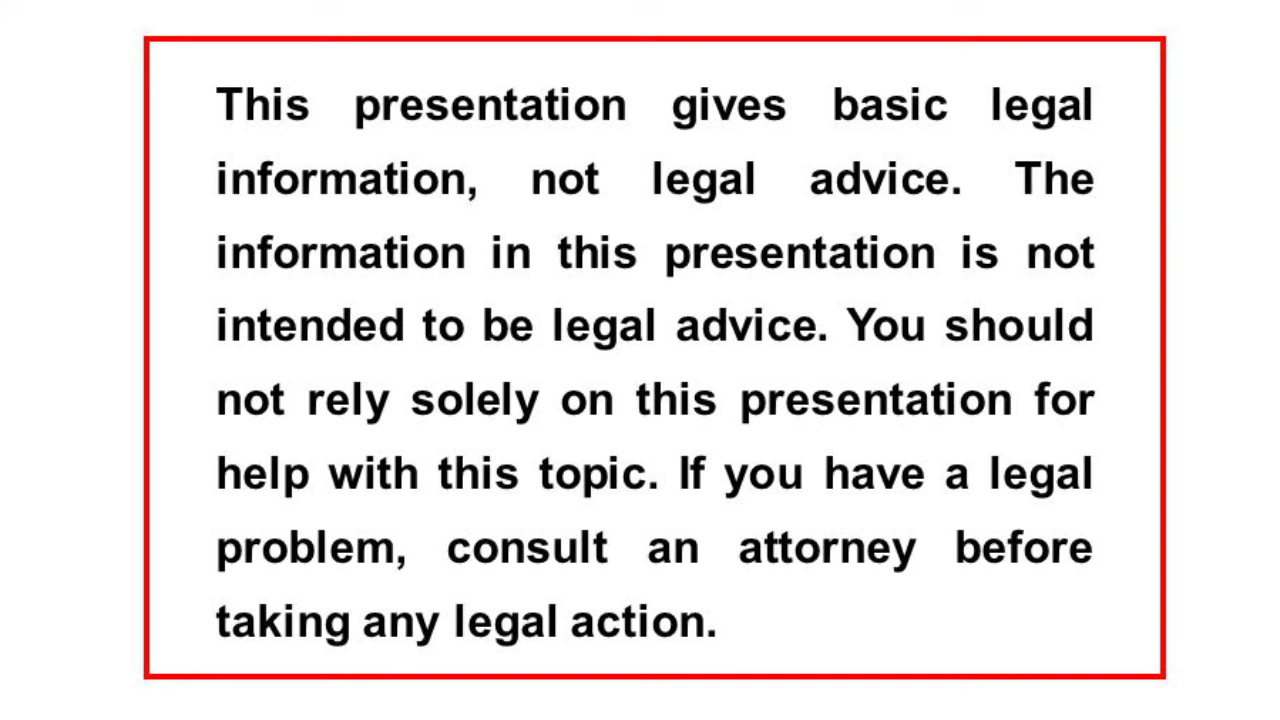 This presentation gives basic legal
information, not legal advice. The
information in this presentation is not
intended to be legal advice. You should
not rely solely on this presentation for
help with this topic. If you have a legal
problem, consult an attorney before
taking any legal action.